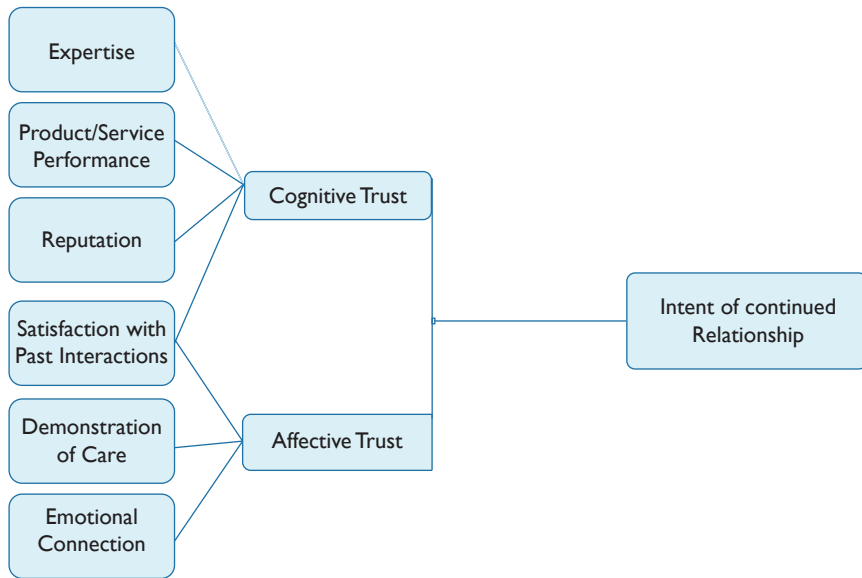 Expertise
Product/Service
Performance
Reputation
Satisfaction with
Past Interactions
Demonstration
of Care
Emotional
Connection
Cognitive Trust
Affective Trust
Intent of continued
Relationship